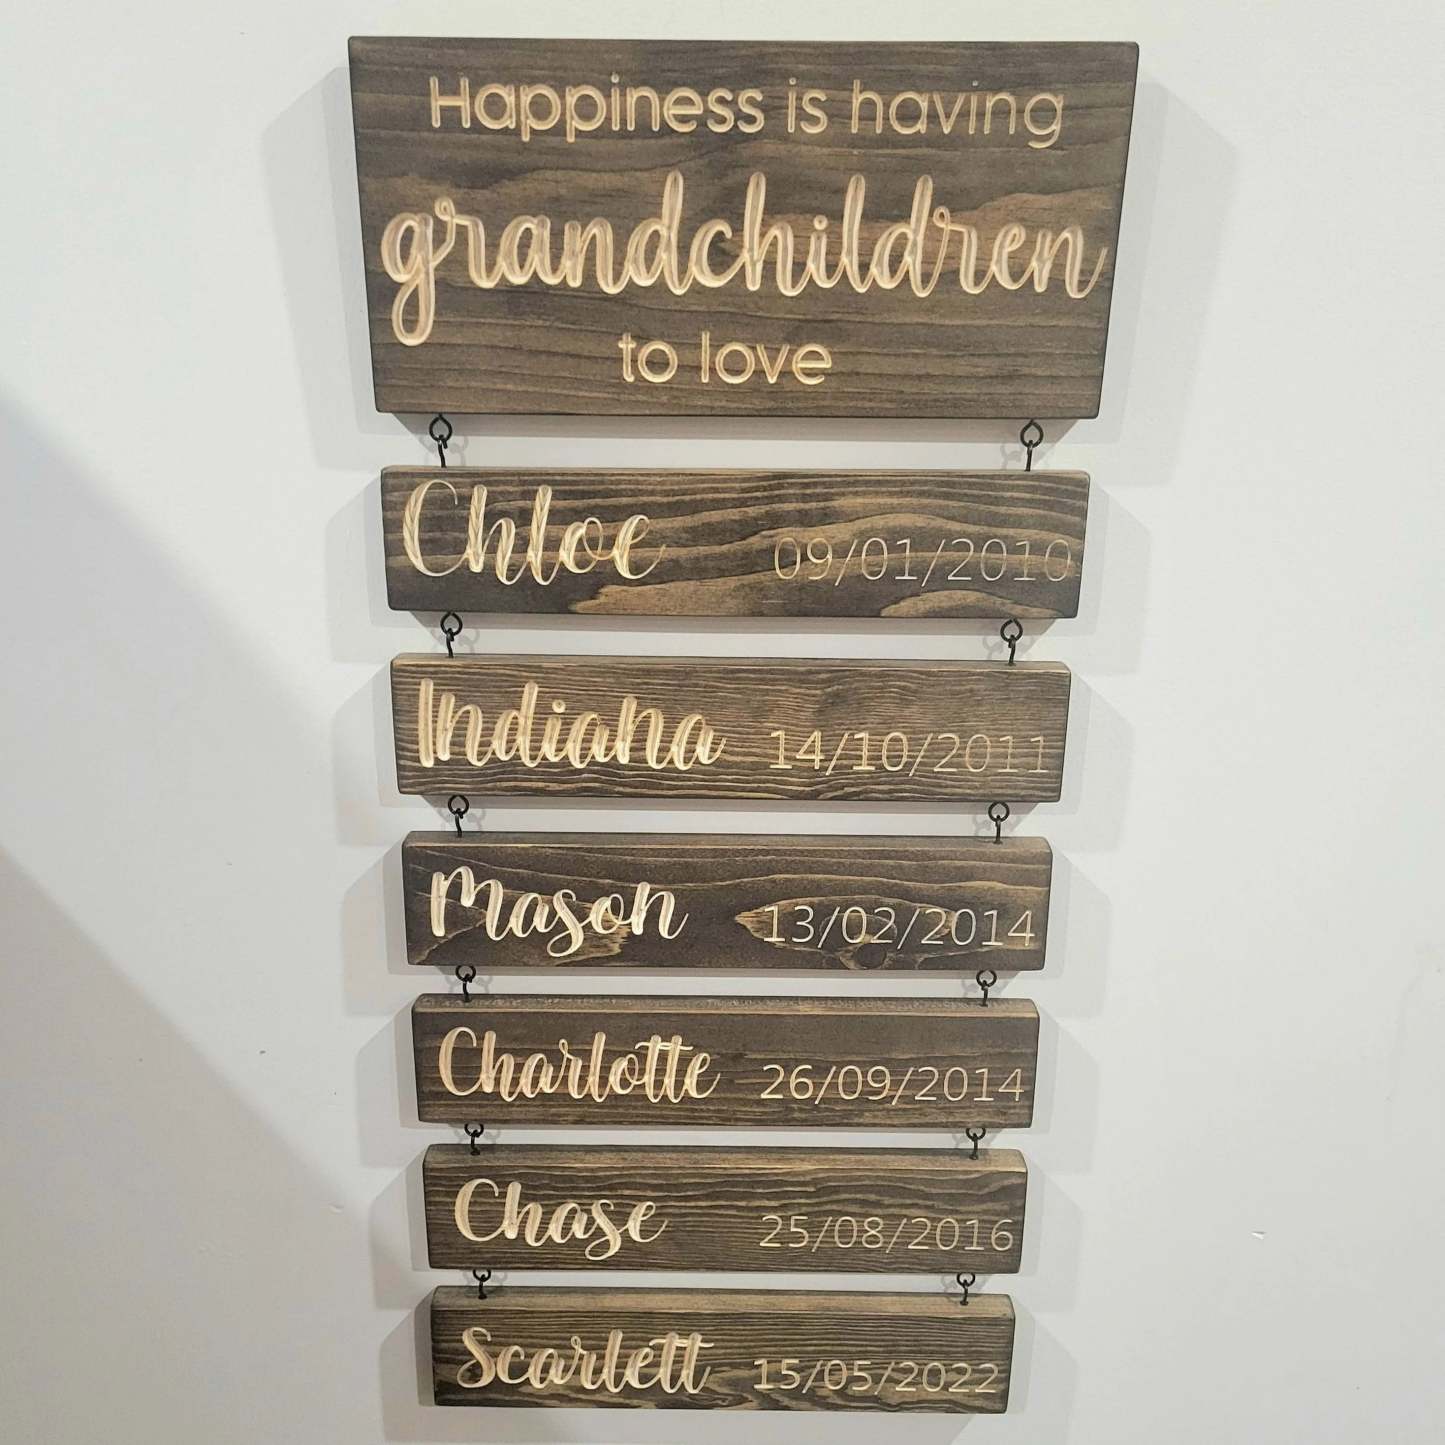 Happiness is having
grandchildren
to love
Chloe 09/01/2010
Indiana 14/10/2011
Mason 13/02/2014
Charlotte 26/09/2014
Chase 25/08/2016
Scarlett 15/05/2022